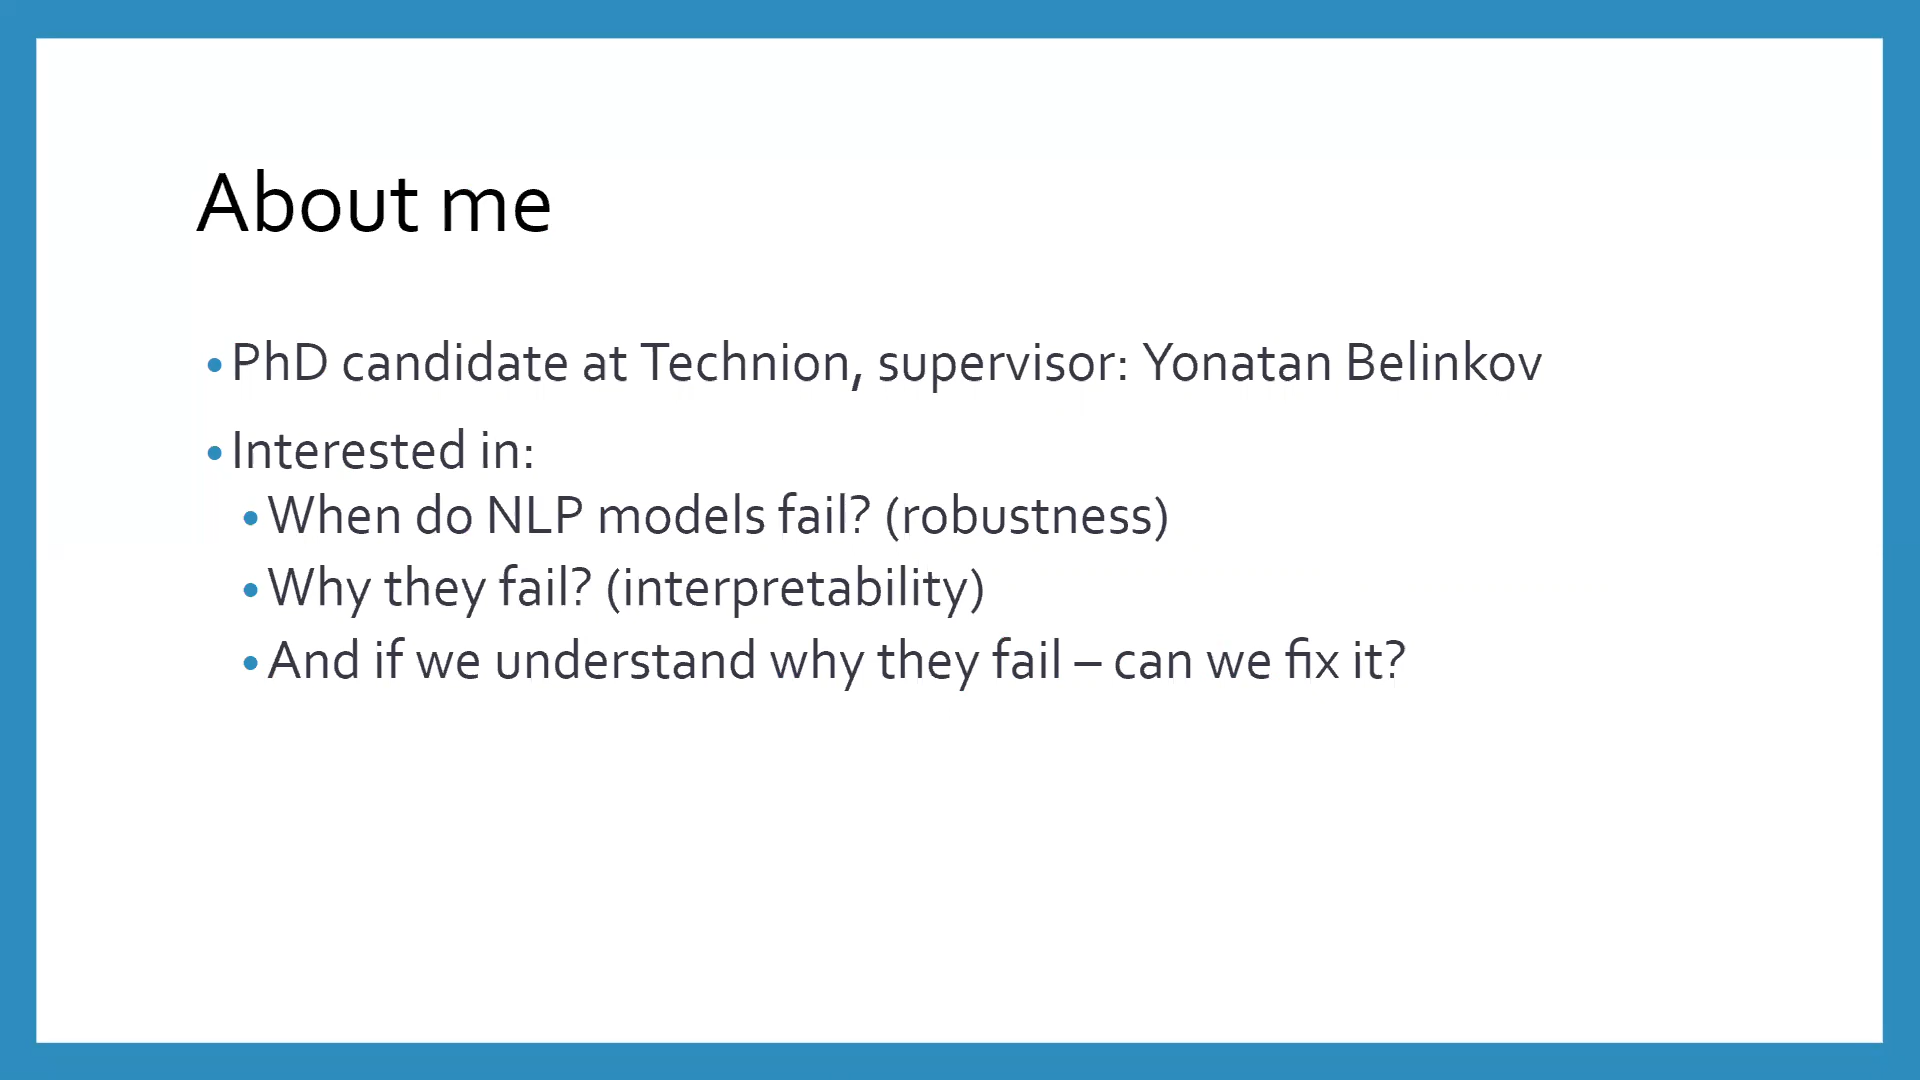 About me
• PhD candidate at Technion, supervisor: Yonatan Belinkov
• Interested in:
• When do NLP models fail? (robustness)
• Why they fail? (interpretability)
• And if we understand why they fail – can we fix it?